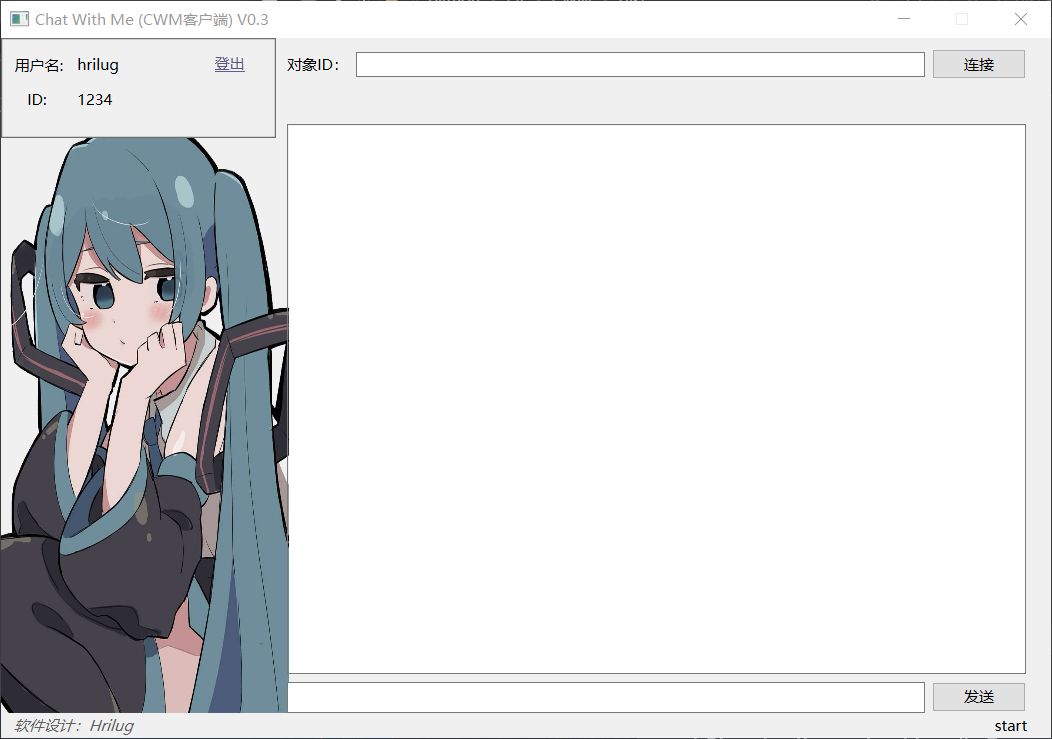 Chat With Me (CWM客户端) V0.3
用户名: hrilug 登出
ID: 1234
对象ID： 连接
发送
软件设计：Hrilug
start